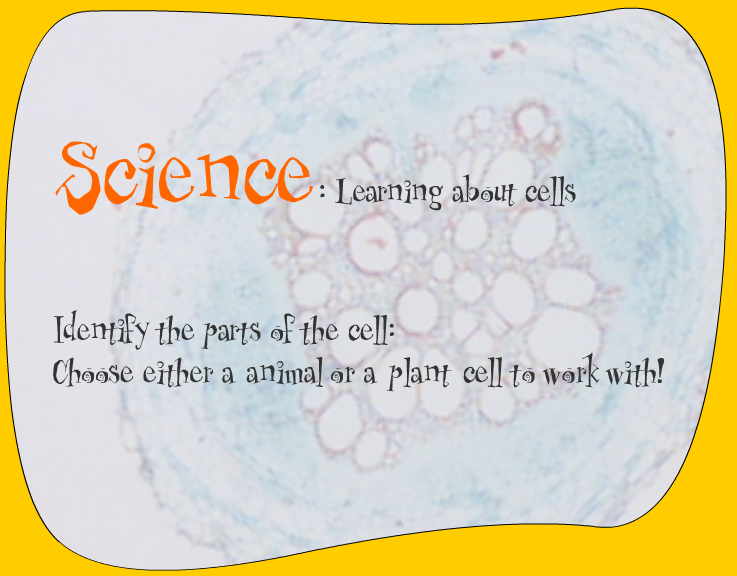 Science: Learning about cells
Identify the parts of the cell:
Choose either a animal or a plant cell to work with!